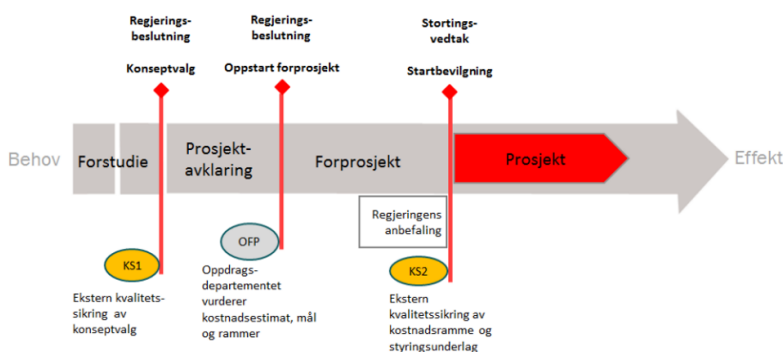 Regjerings-
beslutning
Konseptvalg
Regjerings-
beslutning
Oppstart forprosjekt
Stortings-
vedtak
Startbevilgning
Behov
Forstudie
Prosjekt-
avklaring
Forprosjekt
Prosjekt
Effekt
Regjeringens
anbefaling
KS1
Ekstern kvalitets-
sikring av
konseptvalg
OFP
Oppdrags-
departementet
vurderer
kostnadsestimat, mål
og rammer
KS2
Ekstern
kvalitetssikring av
kostnadsramme og
styringsunderlag